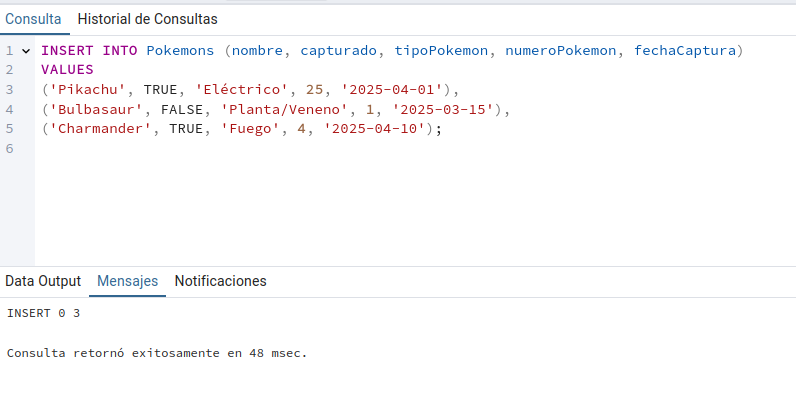 Consulta Historial de Consultas
1 INSERT INTO Pokemons (nombre, capturado, tipoPokemon, numeroPokemon, fechaCaptura)
2 VALUES
3 ('Pikachu', TRUE, 'Eléctrico', 25, '2025-04-01'),
4 ('Bulbasaur', FALSE, 'Planta/Veneno', 1, '2025-03-15'),
5 ('Charmander', TRUE, 'Fuego', 4, '2025-04-10');
6
Data Output Mensajes Notificaciones
INSERT 0 3
Consulta retornó exitosamente en 48 msec.